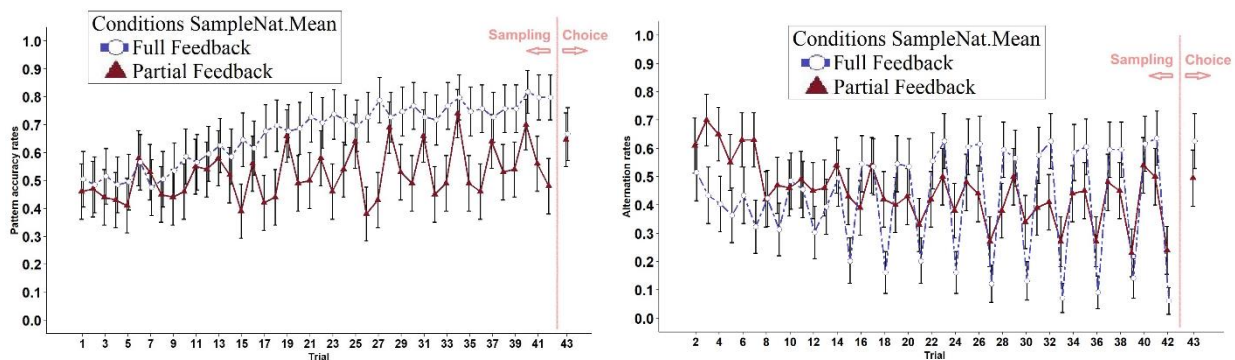 Conditions SampleNat.Mean
Full Feedback
Partial Feedback
Sampling
Choice
1.0
0.9
0.8
0.7
0.6
0.5
0.4
0.3
0.2
0.1
0.0
Pattern accuracy rates
1 3 5 7 9 11 13 15 17 19 21 23 25 27 29 31 33 35 37 39 41 43
Trial
Conditions SampleNat.Mean
Full Feedback
Partial Feedback
Sampling
Choice
1.0
0.9
0.8
0.7
0.6
0.5
0.4
0.3
0.2
0.1
0.0
Alternation rates
2 4 6 8 10 12 14 16 18 20 22 24 26 28 30 32 34 36 38 40 42 43
Trial